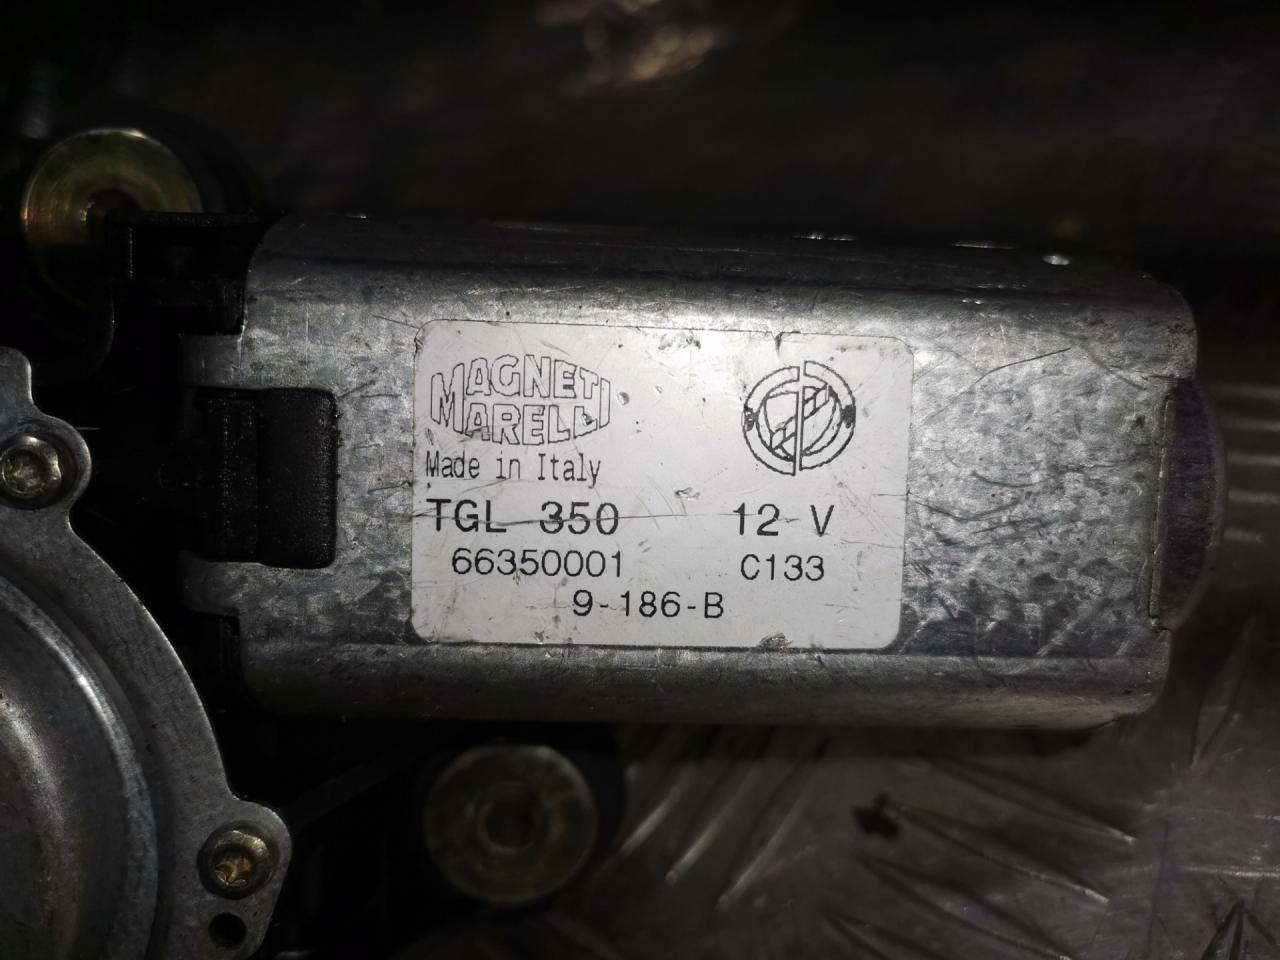 MAGNETI
MARELLI
Made in Italy
TGL 350 12 V
66350001 C133
9-186-B